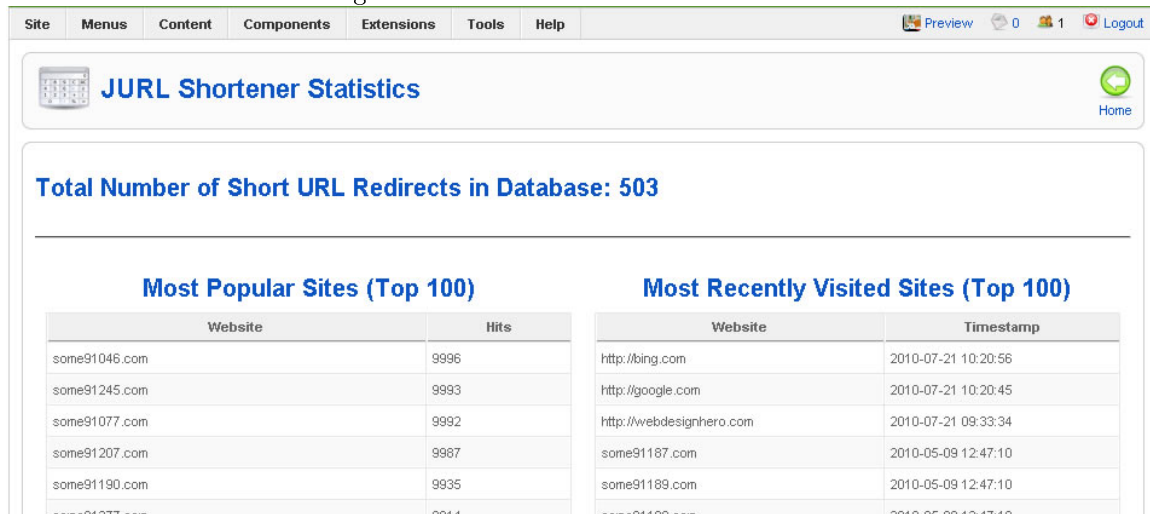 Site Menus Content Components Extensions Tools Help Preview 0 1 Logout
JURL Shortener Statistics
Home
Total Number of Short URL Redirects in Database: 503
Most Popular Sites (Top 100)
Website Hits
some91046.com 9996
some91245.com 9993
some91077.com 9992
some91207.com 9987
some91190.com 9935
Most Recently Visited Sites (Top 100)
Website Timestamp
http://bing.com 2010-07-21 10:20:56
http://google.com 2010-07-21 10:20:45
http://webdesignhero.com 2010-07-21 09:33:34
some91187.com 2010-05-09 12:47:10
some91189.com 2010-05-09 12:47:10